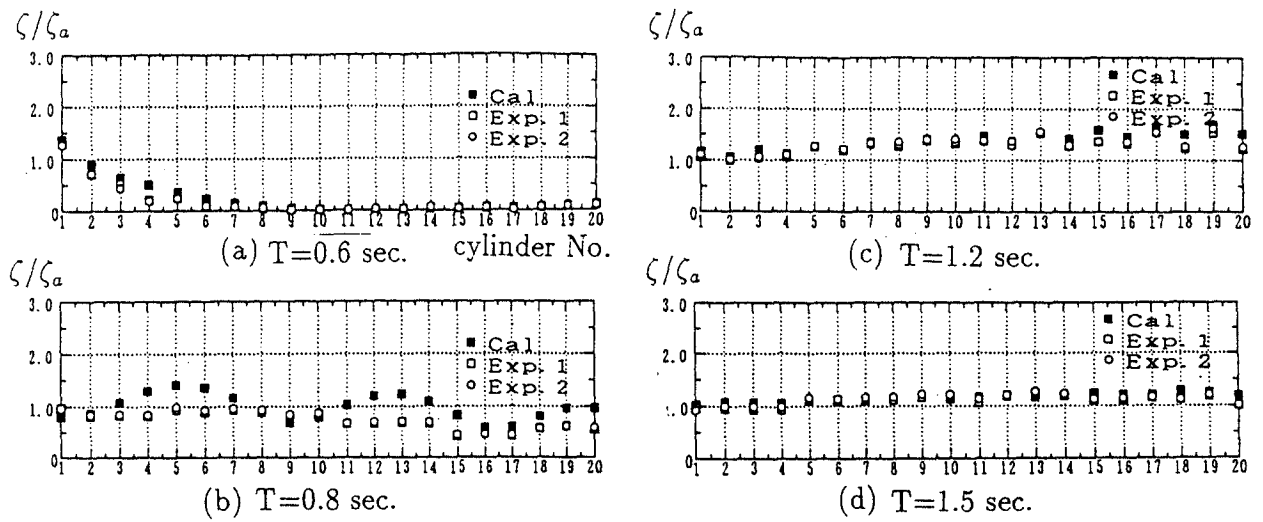 ζ/ζa
3.0
2.0
1.0
0
■ Cal
□ Exp. 1
○ Exp. 2
1 2 3 4 5 6 7 8 9 10 11 12 13 14 15 16 17 18 19 20
(a) T=0.6 sec. cylinder No.
ζ/ζa
3.0
2.0
1.0
0
■ Cal
□ Exp. 1
○ Exp. 2
1 2 3 4 5 6 7 8 9 10 11 12 13 14 15 16 17 18 19 20
(b) T=0.8 sec.
ζ/ζa
3.0
2.0
1.0
0
■ Cal
□ Exp. 1
○ Exp. 2
1 2 3 4 5 6 7 8 9 10 11 12 13 14 15 16 17 18 19 20
(c) T=1.2 sec.
3.0
2.0
1.0
0
■ Cal
□ Exp. 1
○ Exp. 2
1 2 3 4 5 6 7 8 9 10 11 12 13 14 15 16 17 18 19 20
(d) T=1.5 sec.
ζ/ζa